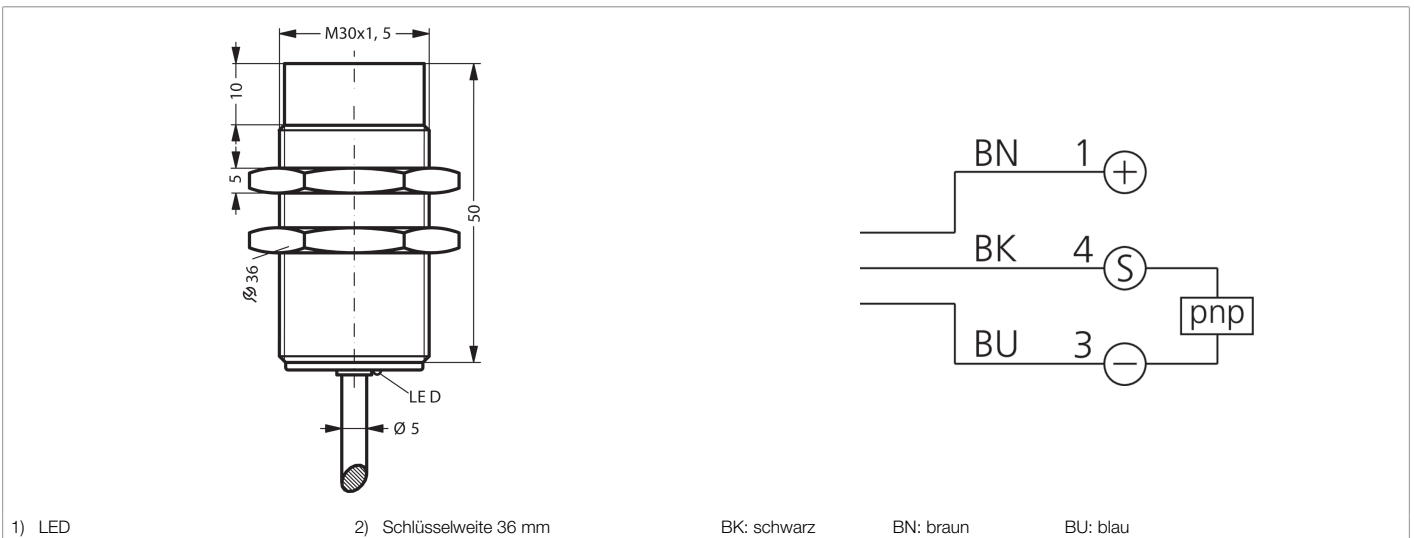 M30x1, 5
10
5
50
36
LE D
Ø 5
BN 1
+
BK 4 S
pnp
BU 3
−
1) LED 2) Schlüsselweite 36 mm BK: schwarz BN: braun BU: blau